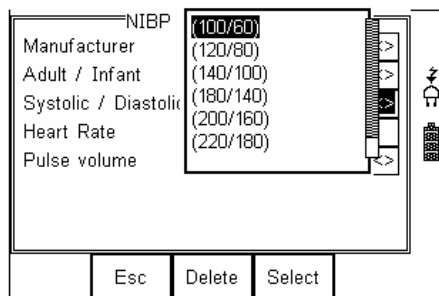 NIBP
Manufacturer
Adult / Infant
Systolic / Diastolic
Heart Rate
Pulse volume
(100/60)
(120/80)
(140/100)
(180/140)
(200/160)
(220/180)
<>
<>
<>
<>
Esc
Delete
Select